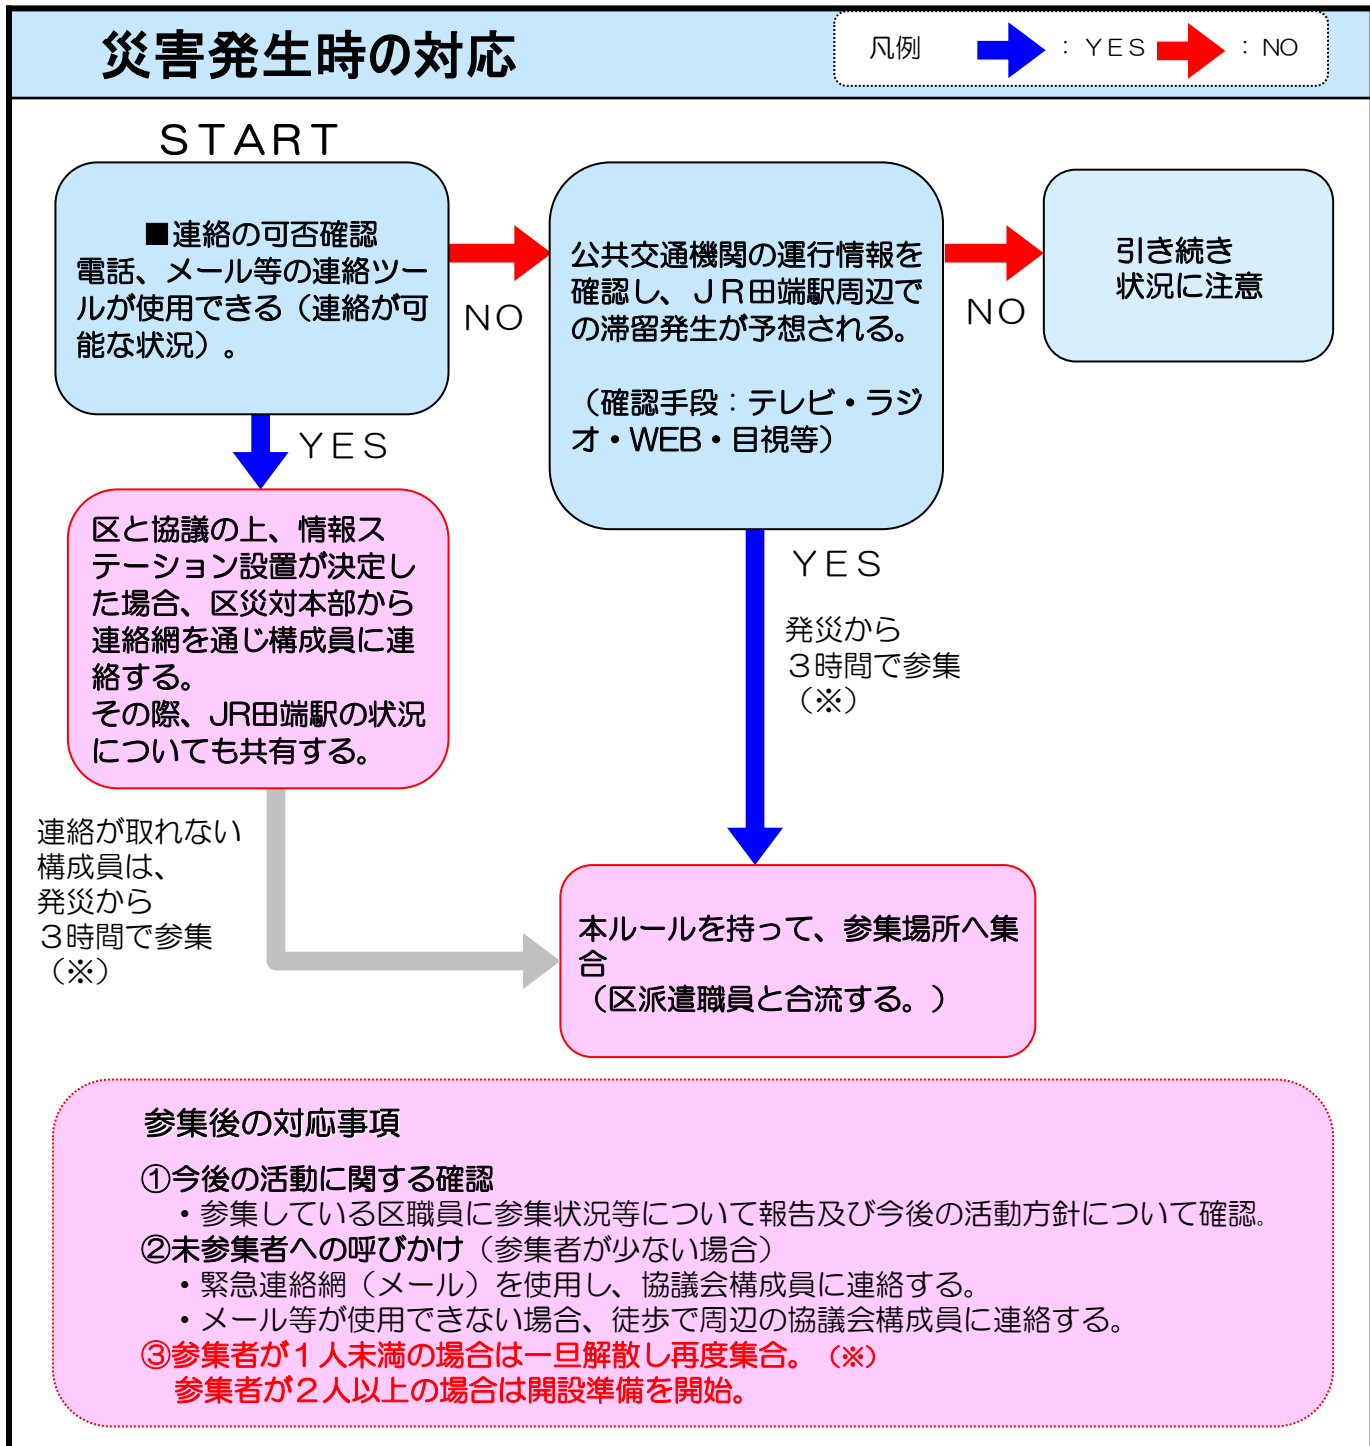 災害発生時の対応
凡例 ：ＹＥＳ ：ＮＯ
ＳＴＡＲＴ
■連絡の可否確認
電話、メール等の連絡ツー
ルが使用できる（連絡が可
能な状況）。
ＮＯ
公共交通機関の運行情報を
確認し、ＪＲ田端駅周辺で
の滞留発生が予想される。
（確認手段：テレビ・ラジ
オ・WEB・目視等）
ＮＯ
引き続き
状況に注意
ＹＥＳ
区と協議の上、情報ス
テーション設置が決定し
た場合、区災対本部から
連絡網を通じ構成員に連
絡する。
その際、JR田端駅の状況
についても共有する。
ＹＥＳ
発災から
３時間で参集
（※）
連絡が取れない
構成員は、
発災から
３時間で参集
（※）
本ルールを持って、参集場所へ集
合
（区派遣職員と合流する。）
参集後の対応事項
①今後の活動に関する確認
・参集している区職員に参集状況等について報告及び今後の活動方針について確認。
②未参集者への呼びかけ（参集者が少ない場合）
・緊急連絡網（メール）を使用し、協議会構成員に連絡する。
・メール等が使用できない場合、徒歩で周辺の協議会構成員に連絡する。
③参集者が１人未満の場合は一旦解散し再度集合。（※）
参集者が２人以上の場合は開設準備を開始。